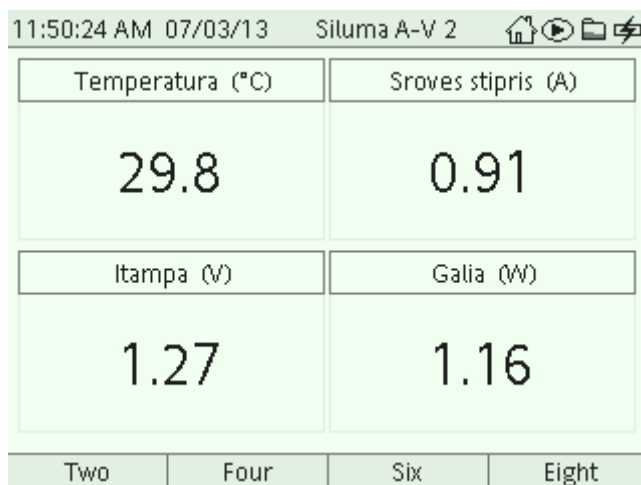 11:50:24 AM 07/03/13 Siluma A-V 2
Temperatura (°C) Sroves stipris (A)
29.8 0.91
Itampa (V) Galia (W)
1.27 1.16
Two Four Six Eight